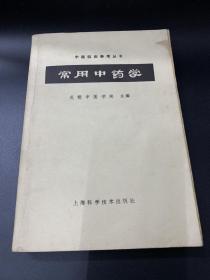 中医临床参考丛书
常用中药学
成都中医学院 主编
上海科学技术出版社